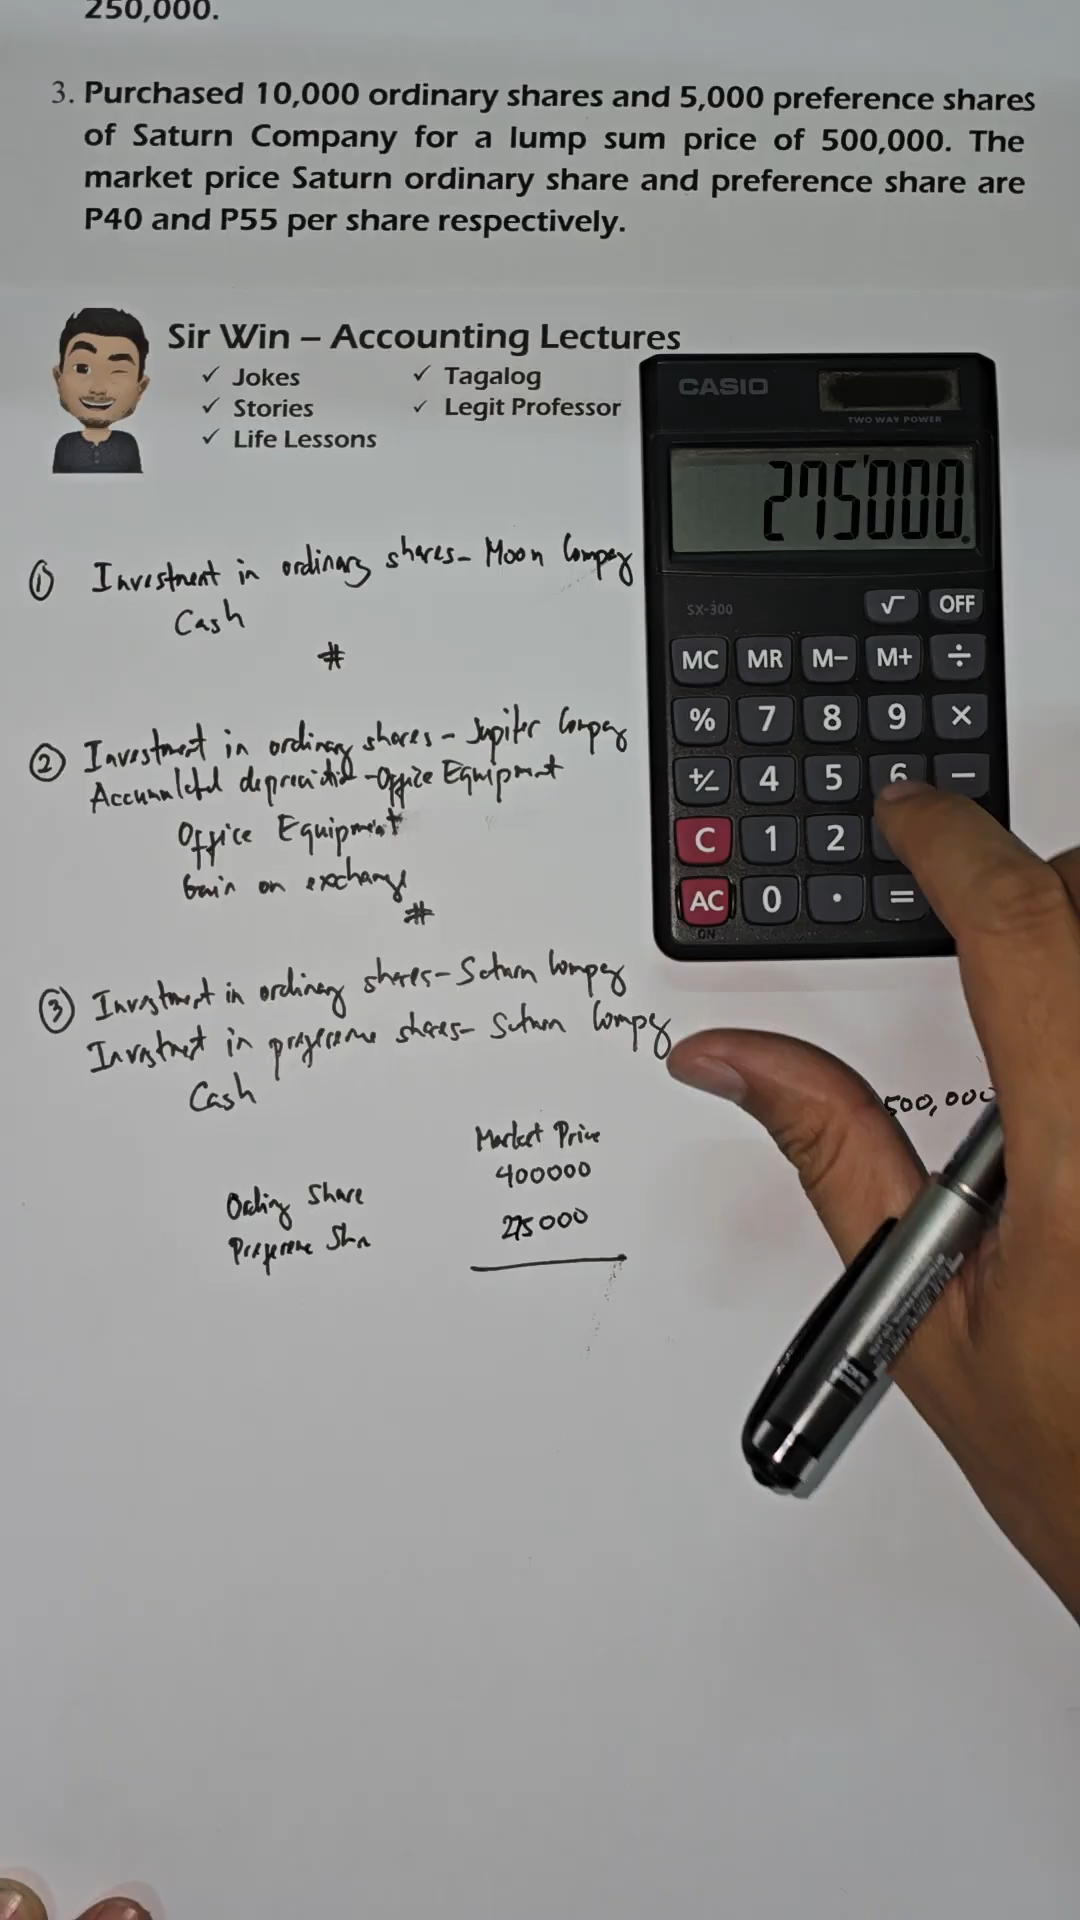 250,000.
3. Purchased 10,000 ordinary shares and 5,000 preference shares
of Saturn Company for a lump sum price of 500,000. The
market price Saturn ordinary share and preference share are
P40 and P55 per share respectively.
Sir Win – Accounting Lectures
✓ Jokes ✓ Tagalog
✓ Stories ✓ Legit Professor
✓ Life Lessons
CASIO
TWO WAY POWER
275'000.
SX-300
√ OFF
MC MR M− M+ ÷
% 7 8 9 ×
+/− 4 5 6 −
C 1 2
AC 0 · =
ON
① Investment in ordinary shares – Moon Company
Cash
#
② Investment in ordinary shares – Jupiter Company
Accumulated depreciation – Office Equipment
Office Equipment
Gain on exchange
#
③ Investment in ordinary shares – Saturn Company
Investment in preference shares – Saturn Company
Cash
500,000
Market Price
Ordinary Share 400000
Preference Share 275000